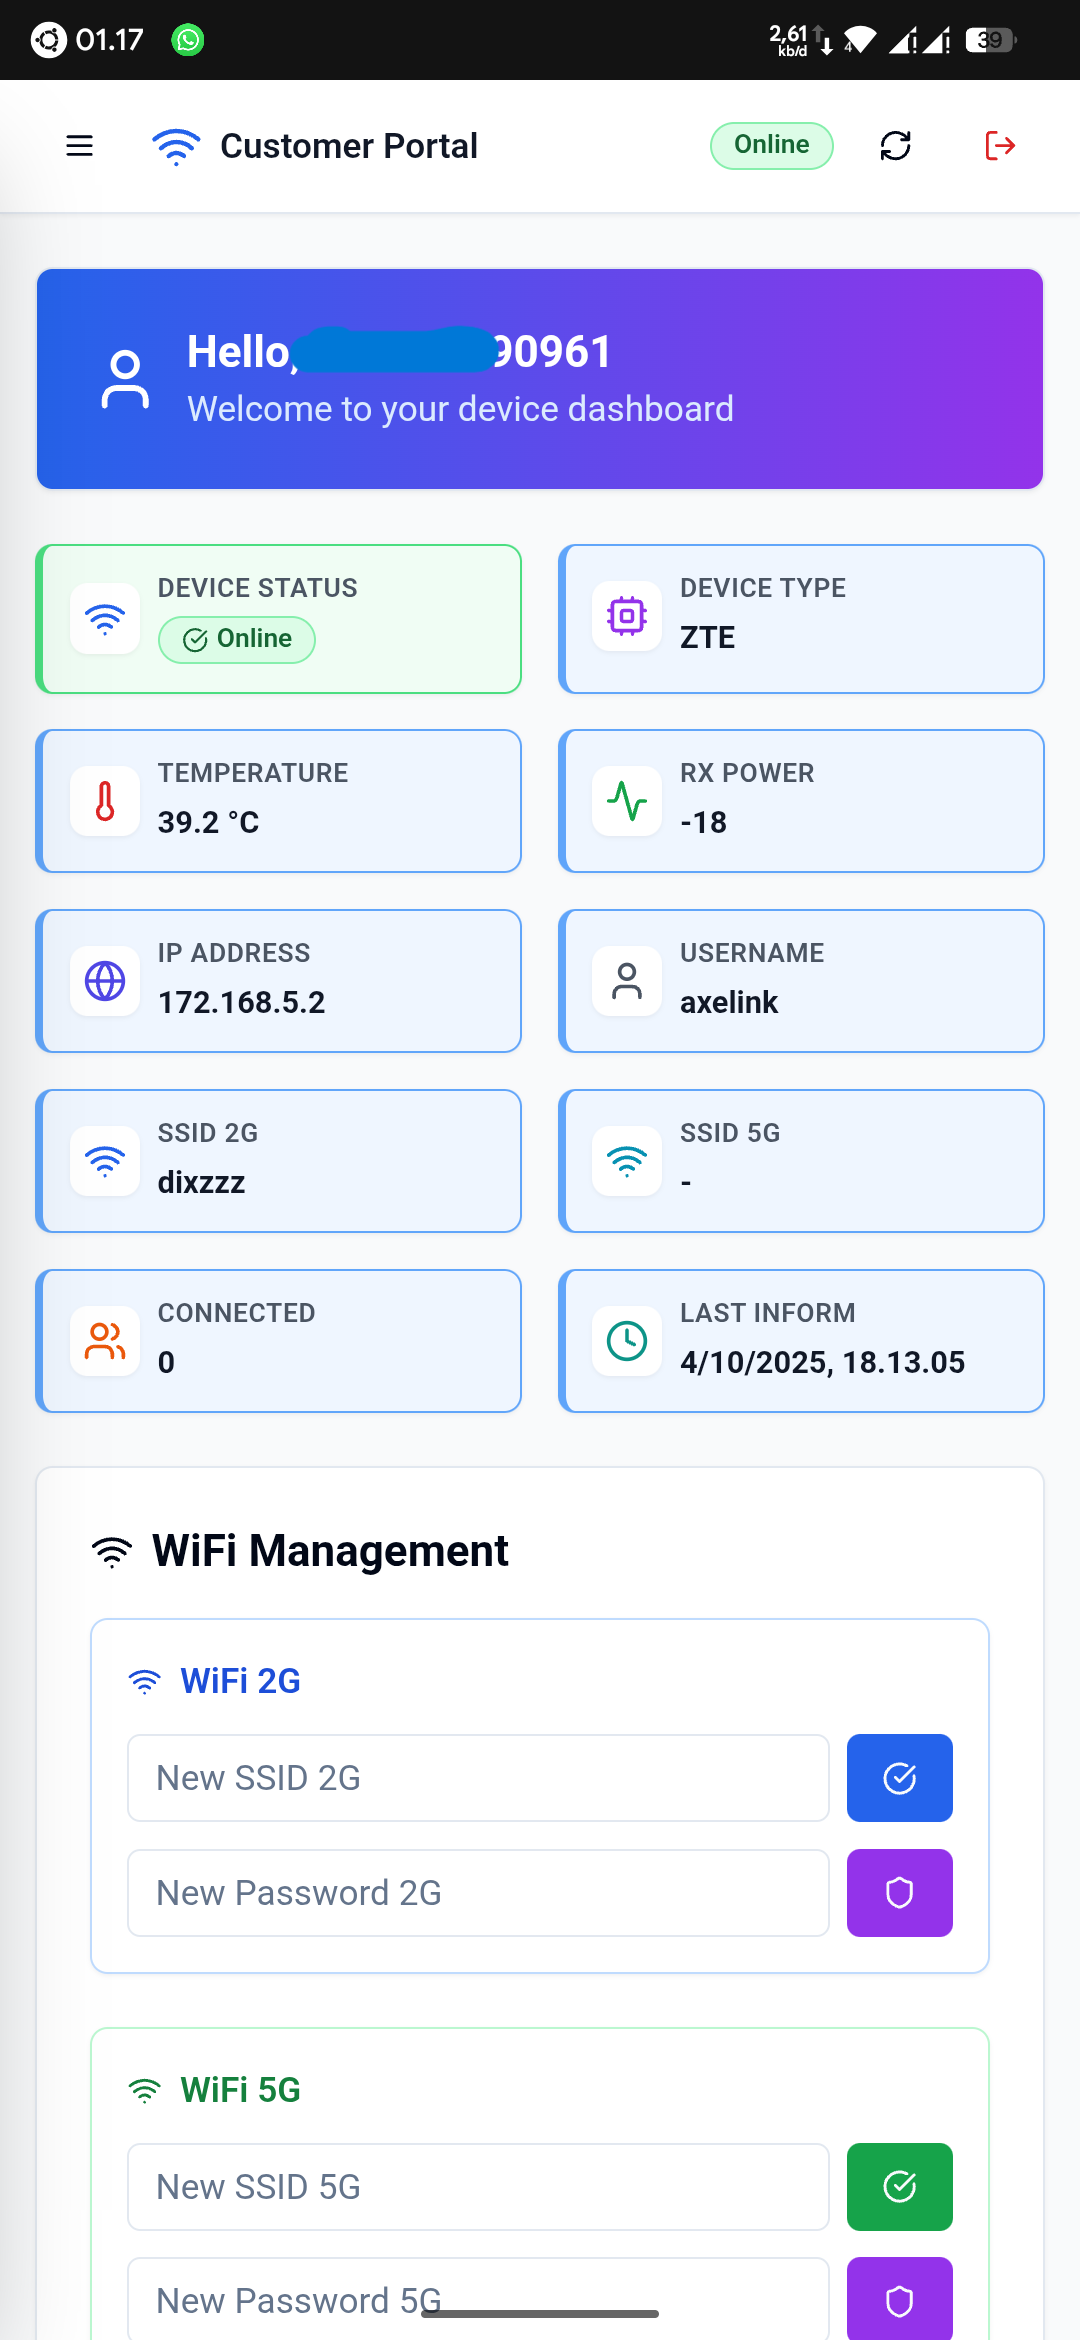 01.17
2,61
kb/d
4
39
Customer Portal
Online
Hello,
90961
Welcome to your device dashboard
DEVICE STATUS
Online
DEVICE TYPE
ZTE
TEMPERATURE
39.2 °C
RX POWER
-18
IP ADDRESS
172.168.5.2
USERNAME
axelink
SSID 2G
dixzzz
SSID 5G
-
CONNECTED
0
LAST INFORM
4/10/2025, 18.13.05
WiFi Management
WiFi 2G
New SSID 2G
New Password 2G
WiFi 5G
New SSID 5G
New Password 5G